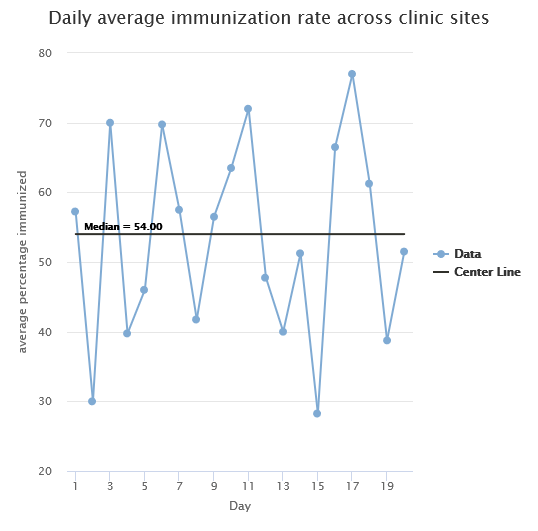 Daily average immunization rate across clinic sites
average percentage immunized
80
70
60
50
40
30
20
Median = 54.00
1 3 5 7 9 11 13 15 17 19
Day
Data
Center Line